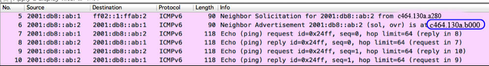 No. Source Destination Protocol Length Info
5 2001:db8::ab:2 ff02::1:ffab:2 ICMPv6 90 Neighbor Solicitation for 2001:db8::ab:2 from c464.130a a280
6 2001:db8::ab:2 2001:db8::ab:1 ICMPv6 90 Neighbor Advertisement 2001:db8::ab:2 (sol, ovr) is at c464.130a b000
7 2001:db8::ab:1 2001:db8::ab:2 ICMPv6 118 Echo (ping) request id=0x24ff, seq=0, hop limit=64 (reply in 8)
8 2001:db8::ab:2 2001:db8::ab:1 ICMPv6 118 Echo (ping) reply id=0x24ff, seq=0, hop limit=64 (request in 7)
9 2001:db8::ab:1 2001:db8::ab:2 ICMPv6 118 Echo (ping) request id=0x24ff, seq=1, hop limit=64 (reply in 10)
10 2001:db8::ab:2 2001:db8::ab:1 ICMPv6 118 Echo (ping) reply id=0x24ff, seq=1, hop limit=64 (request in 9)